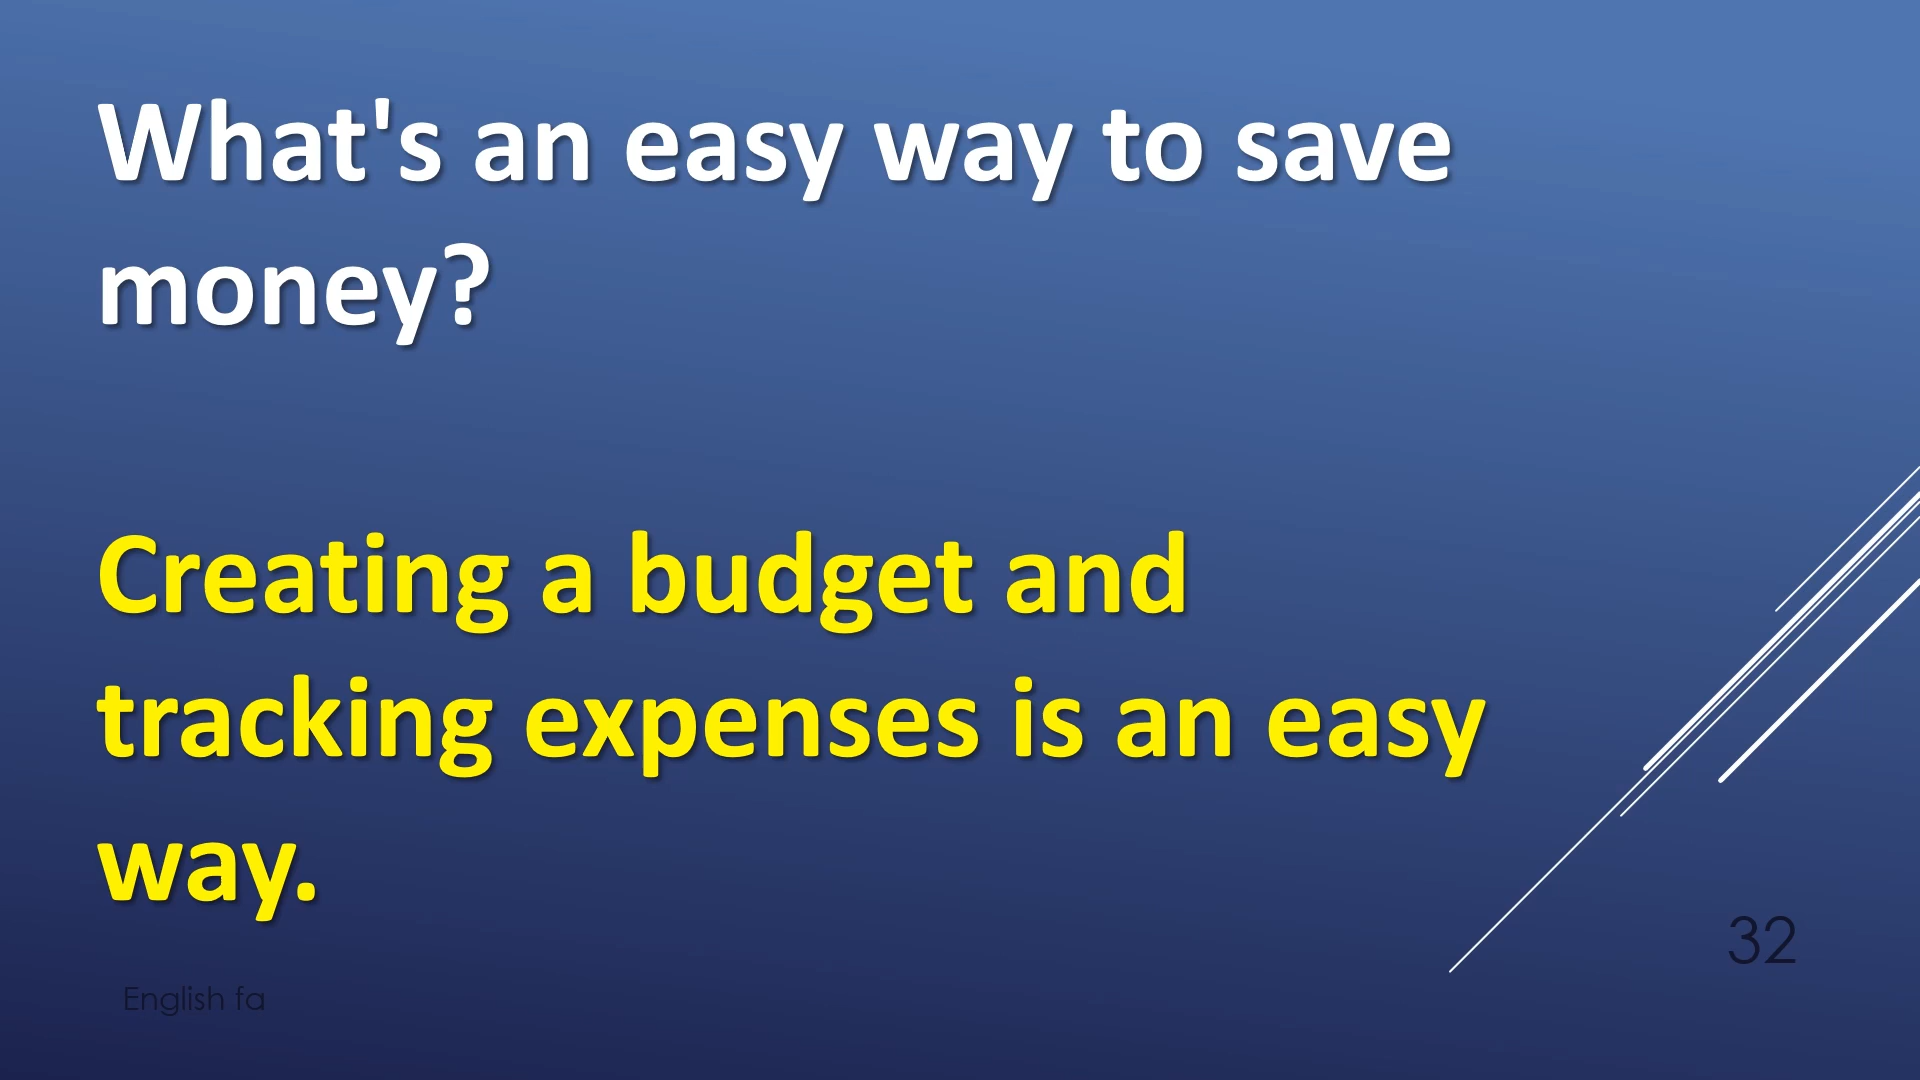 What's an easy way to save
money?
Creating a budget and
tracking expenses is an easy
way.
32
English fa